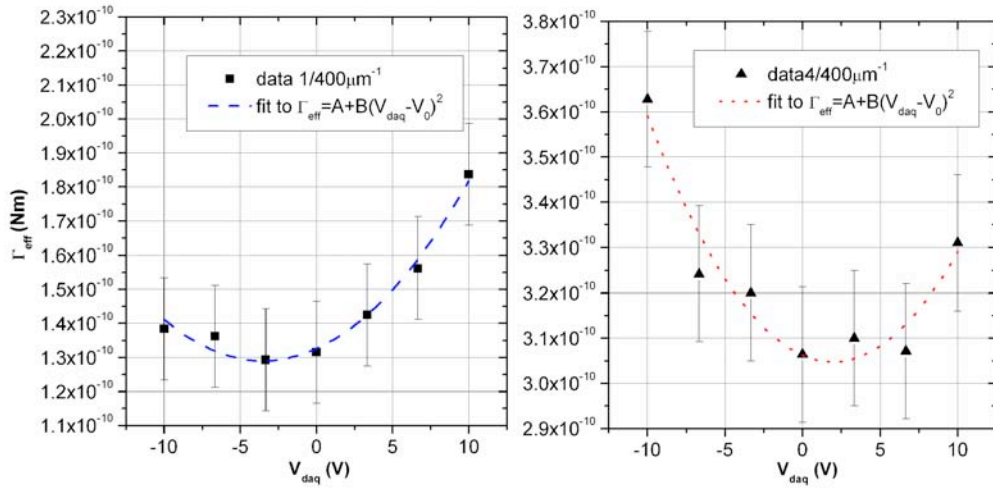 2.3x10⁻¹⁰
2.2x10⁻¹⁰
2.1x10⁻¹⁰
2.0x10⁻¹⁰
1.9x10⁻¹⁰
1.8x10⁻¹⁰
1.7x10⁻¹⁰
1.6x10⁻¹⁰
1.5x10⁻¹⁰
1.4x10⁻¹⁰
1.3x10⁻¹⁰
1.2x10⁻¹⁰
1.1x10⁻¹⁰
Γeff (Nm)
data 1/400μm⁻¹
fit to Γeff=A+B(Vdaq-V₀)²
-10 -5 0 5 10
Vdaq (V)
3.8x10⁻¹⁰
3.7x10⁻¹⁰
3.6x10⁻¹⁰
3.5x10⁻¹⁰
3.4x10⁻¹⁰
3.3x10⁻¹⁰
3.2x10⁻¹⁰
3.1x10⁻¹⁰
3.0x10⁻¹⁰
2.9x10⁻¹⁰
data4/400μm⁻¹
fit to Γeff=A+B(Vdaq-V₀)²
-10 -5 0 5 10
Vdaq (V)